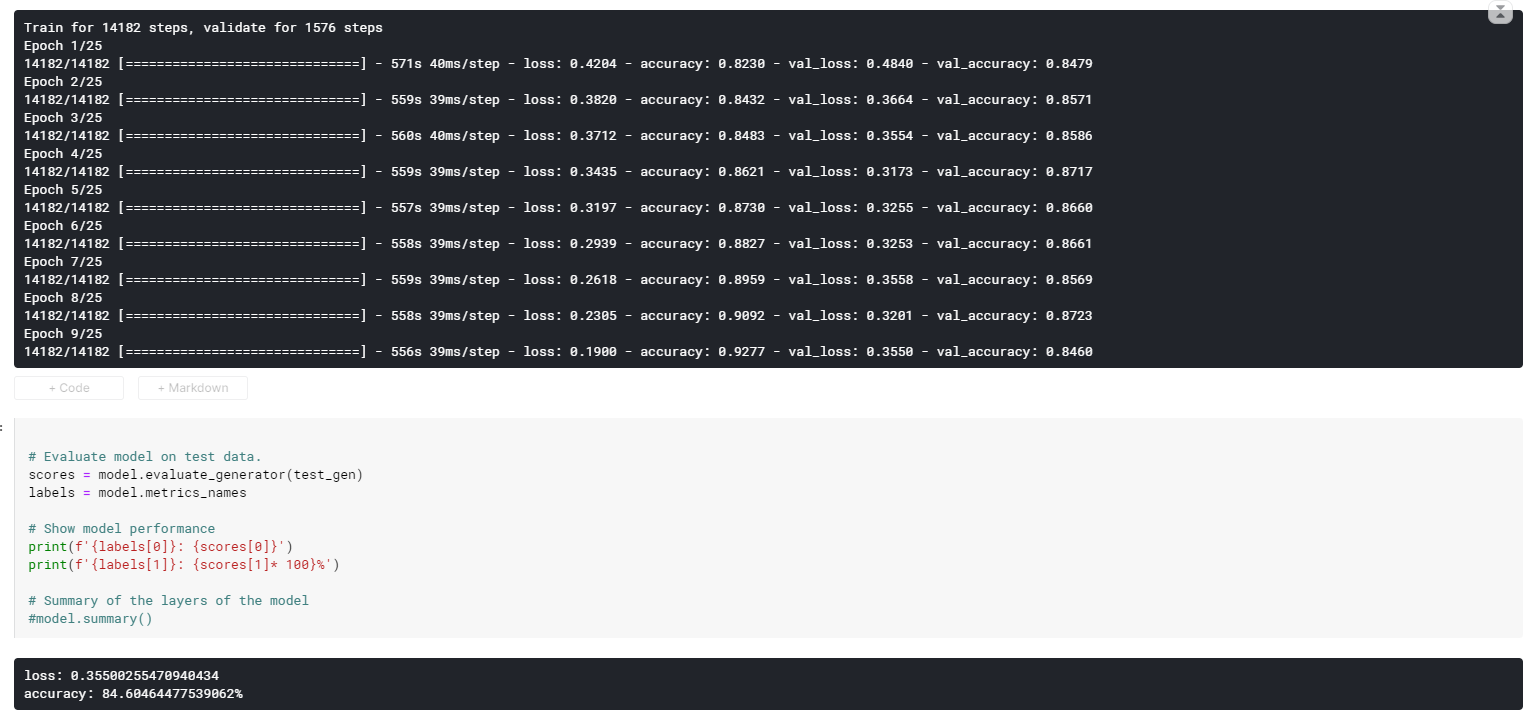 Train for 14182 steps, validate for 1576 steps
Epoch 1/25
14182/14182 [==============================] - 571s 40ms/step - loss: 0.4204 - accuracy: 0.8230 - val_loss: 0.4840 - val_accuracy: 0.8479
Epoch 2/25
14182/14182 [==============================] - 559s 39ms/step - loss: 0.3820 - accuracy: 0.8432 - val_loss: 0.3664 - val_accuracy: 0.8571
Epoch 3/25
14182/14182 [==============================] - 560s 40ms/step - loss: 0.3712 - accuracy: 0.8483 - val_loss: 0.3554 - val_accuracy: 0.8586
Epoch 4/25
14182/14182 [==============================] - 559s 39ms/step - loss: 0.3435 - accuracy: 0.8621 - val_loss: 0.3173 - val_accuracy: 0.8717
Epoch 5/25
14182/14182 [==============================] - 557s 39ms/step - loss: 0.3197 - accuracy: 0.8730 - val_loss: 0.3255 - val_accuracy: 0.8660
Epoch 6/25
14182/14182 [==============================] - 558s 39ms/step - loss: 0.2939 - accuracy: 0.8827 - val_loss: 0.3253 - val_accuracy: 0.8661
Epoch 7/25
14182/14182 [==============================] - 559s 39ms/step - loss: 0.2618 - accuracy: 0.8959 - val_loss: 0.3558 - val_accuracy: 0.8569
Epoch 8/25
14182/14182 [==============================] - 558s 39ms/step - loss: 0.2305 - accuracy: 0.9092 - val_loss: 0.3201 - val_accuracy: 0.8723
Epoch 9/25
14182/14182 [==============================] - 556s 39ms/step - loss: 0.1900 - accuracy: 0.9277 - val_loss: 0.3550 - val_accuracy: 0.8460
+ Code + Markdown
:
# Evaluate model on test data.
scores = model.evaluate_generator(test_gen)
labels = model.metrics_names
# Show model performance
print(f'{labels[0]}: {scores[0]}')
print(f'{labels[1]}: {scores[1]* 100}%')
# Summary of the layers of the model
#model.summary()
loss: 0.35500255470940434
accuracy: 84.60464477539062%